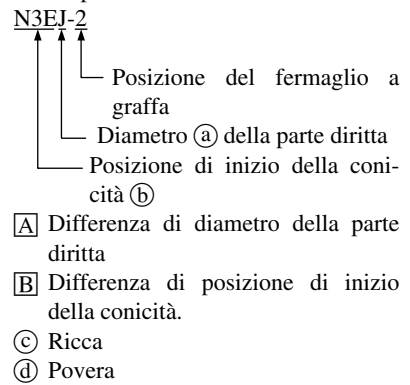 N3EJ-2
Posizione del fermaglio a
graffa
Diametro ⓐ della parte diritta
Posizione di inizio della coni-
cità ⓑ
A Differenza di diametro della parte
diritta
B Differenza di posizione di inizio
della conicità.
ⓒ Ricca
ⓓ Povera